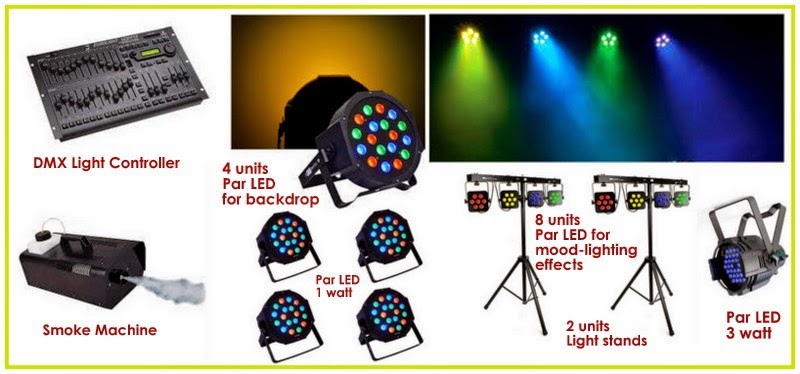 DMX Light Controller
4 units
Par LED
for backdrop
Par LED
1 watt
8 units
Par LED for
mood-lighting
effects
2 units
Light stands
Par LED
3 watt
Smoke Machine